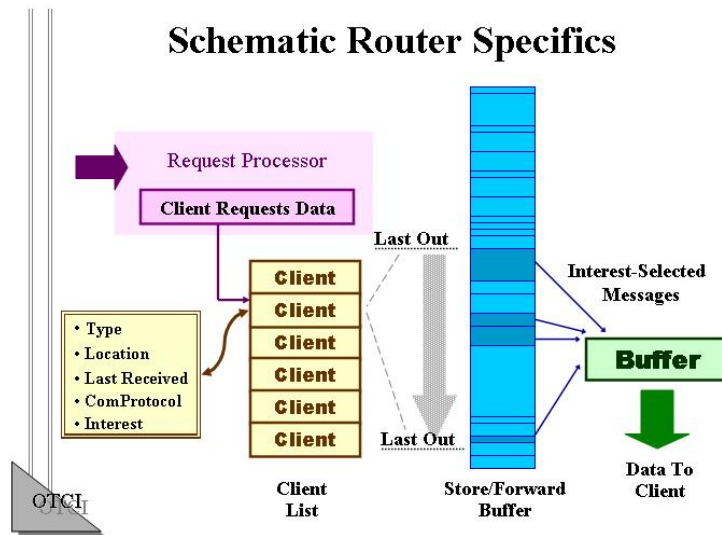 Schematic Router Specifics
Request Processor
Client Requests Data
Last Out
Client
Client
Client
Client
Client
Client
• Type
• Location
• Last Received
• ComProtocol
• Interest
Last Out
Interest-Selected
Messages
Buffer
Data To
Client
Client
List
Store/Forward
Buffer
OTCI